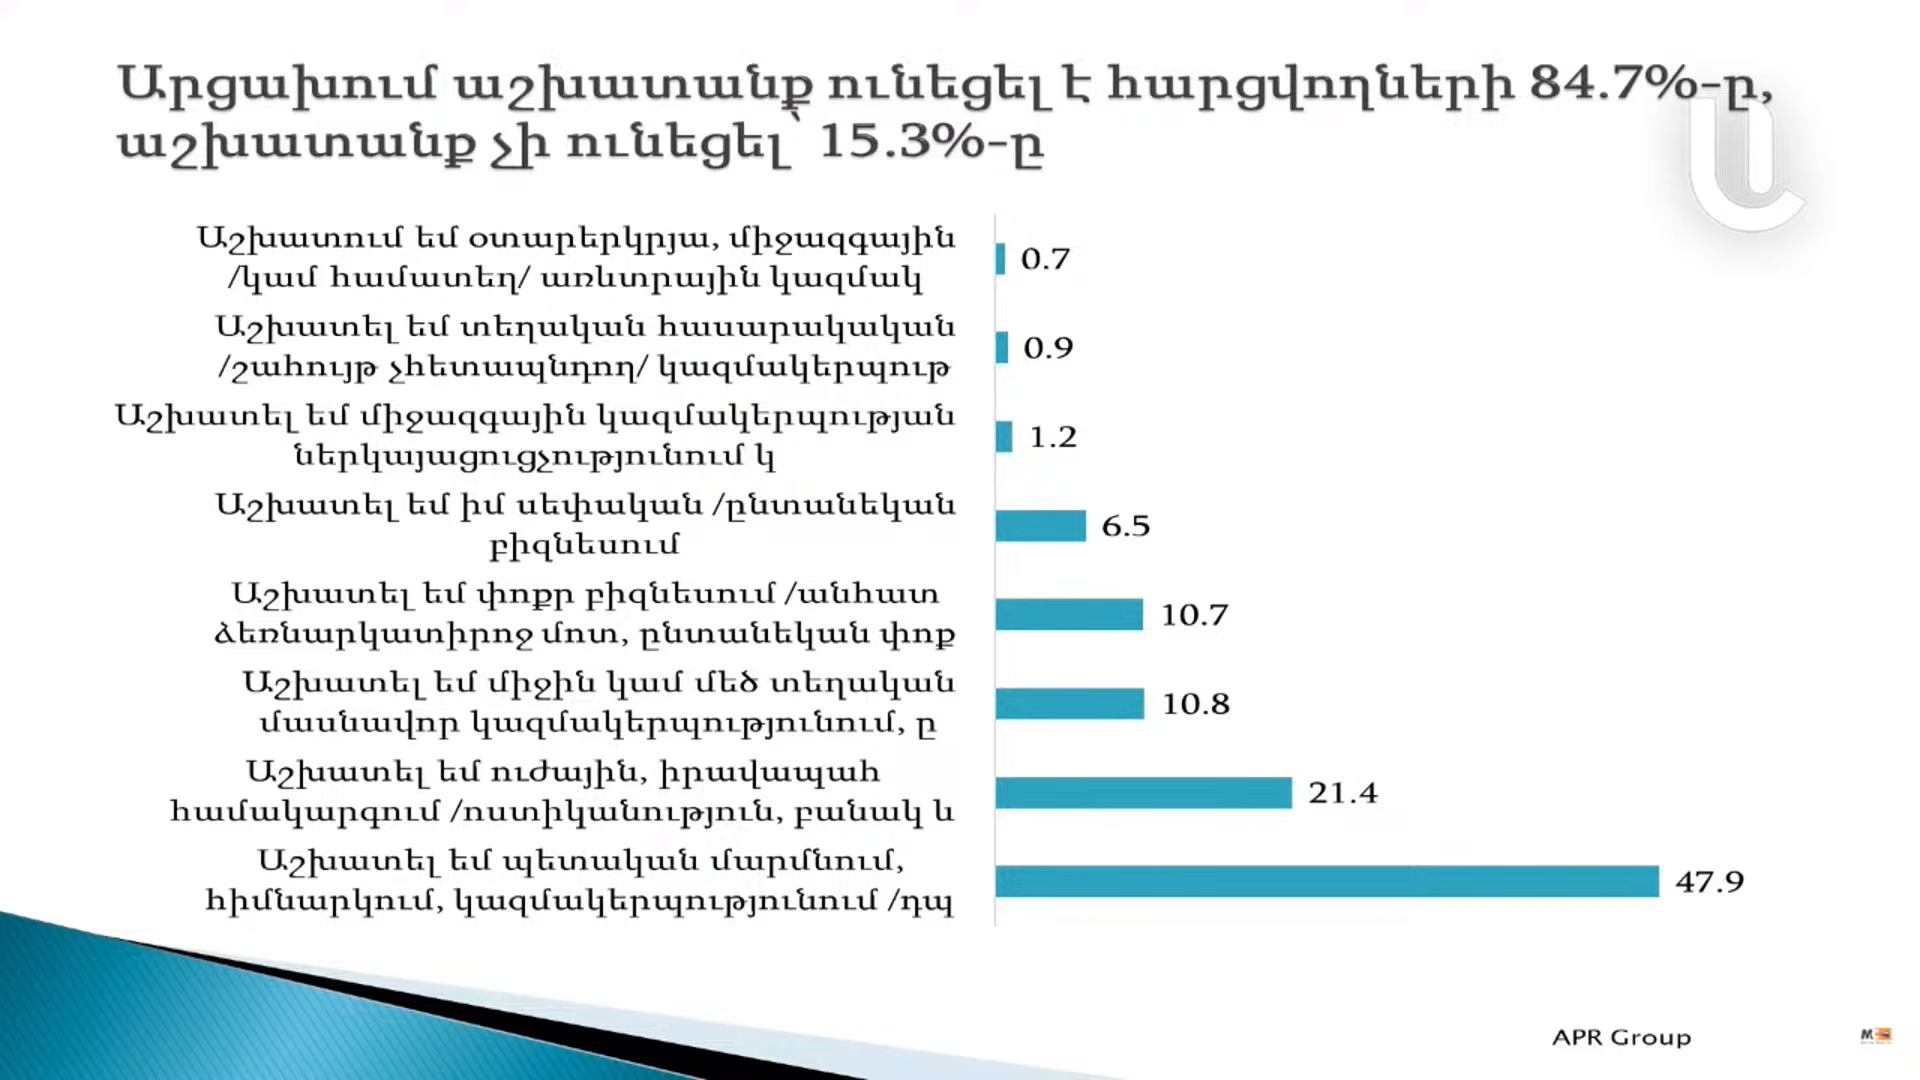 Արցախում աշխատանք ունեցել է հարցվողների 84.7%-ը,
աշխատանք չի ունեցել՝ 15.3%-ը
Աշխատում եմ օտարերկրյա, միջազգային
/կամ համատեղ/ առևտրային կազմակ
0.7
Աշխատել եմ տեղական հասարակական
/շահույթ չհետապնդող/ կազմակերպութ
0.9
Աշխատել եմ միջազգային կազմակերպության
ներկայացուցչությունում կ
1.2
Աշխատել եմ իմ սեփական /ընտանեկան
բիզնեսում
6.5
Աշխատել եմ փոքր բիզնեսում /անհատ
ձեռնարկատիրոջ մոտ, ընտանեկան փոք
10.7
Աշխատել եմ միջին կամ մեծ տեղական
մասնավոր կազմակերպությունում, ը
10.8
Աշխատել եմ ուժային, իրավապահ
համակարգում /ոստիկանություն, բանակ և
21.4
Աշխատել եմ պետական մարմնում,
հիմնարկում, կազմակերպությունում /դպ
47.9
APR Group